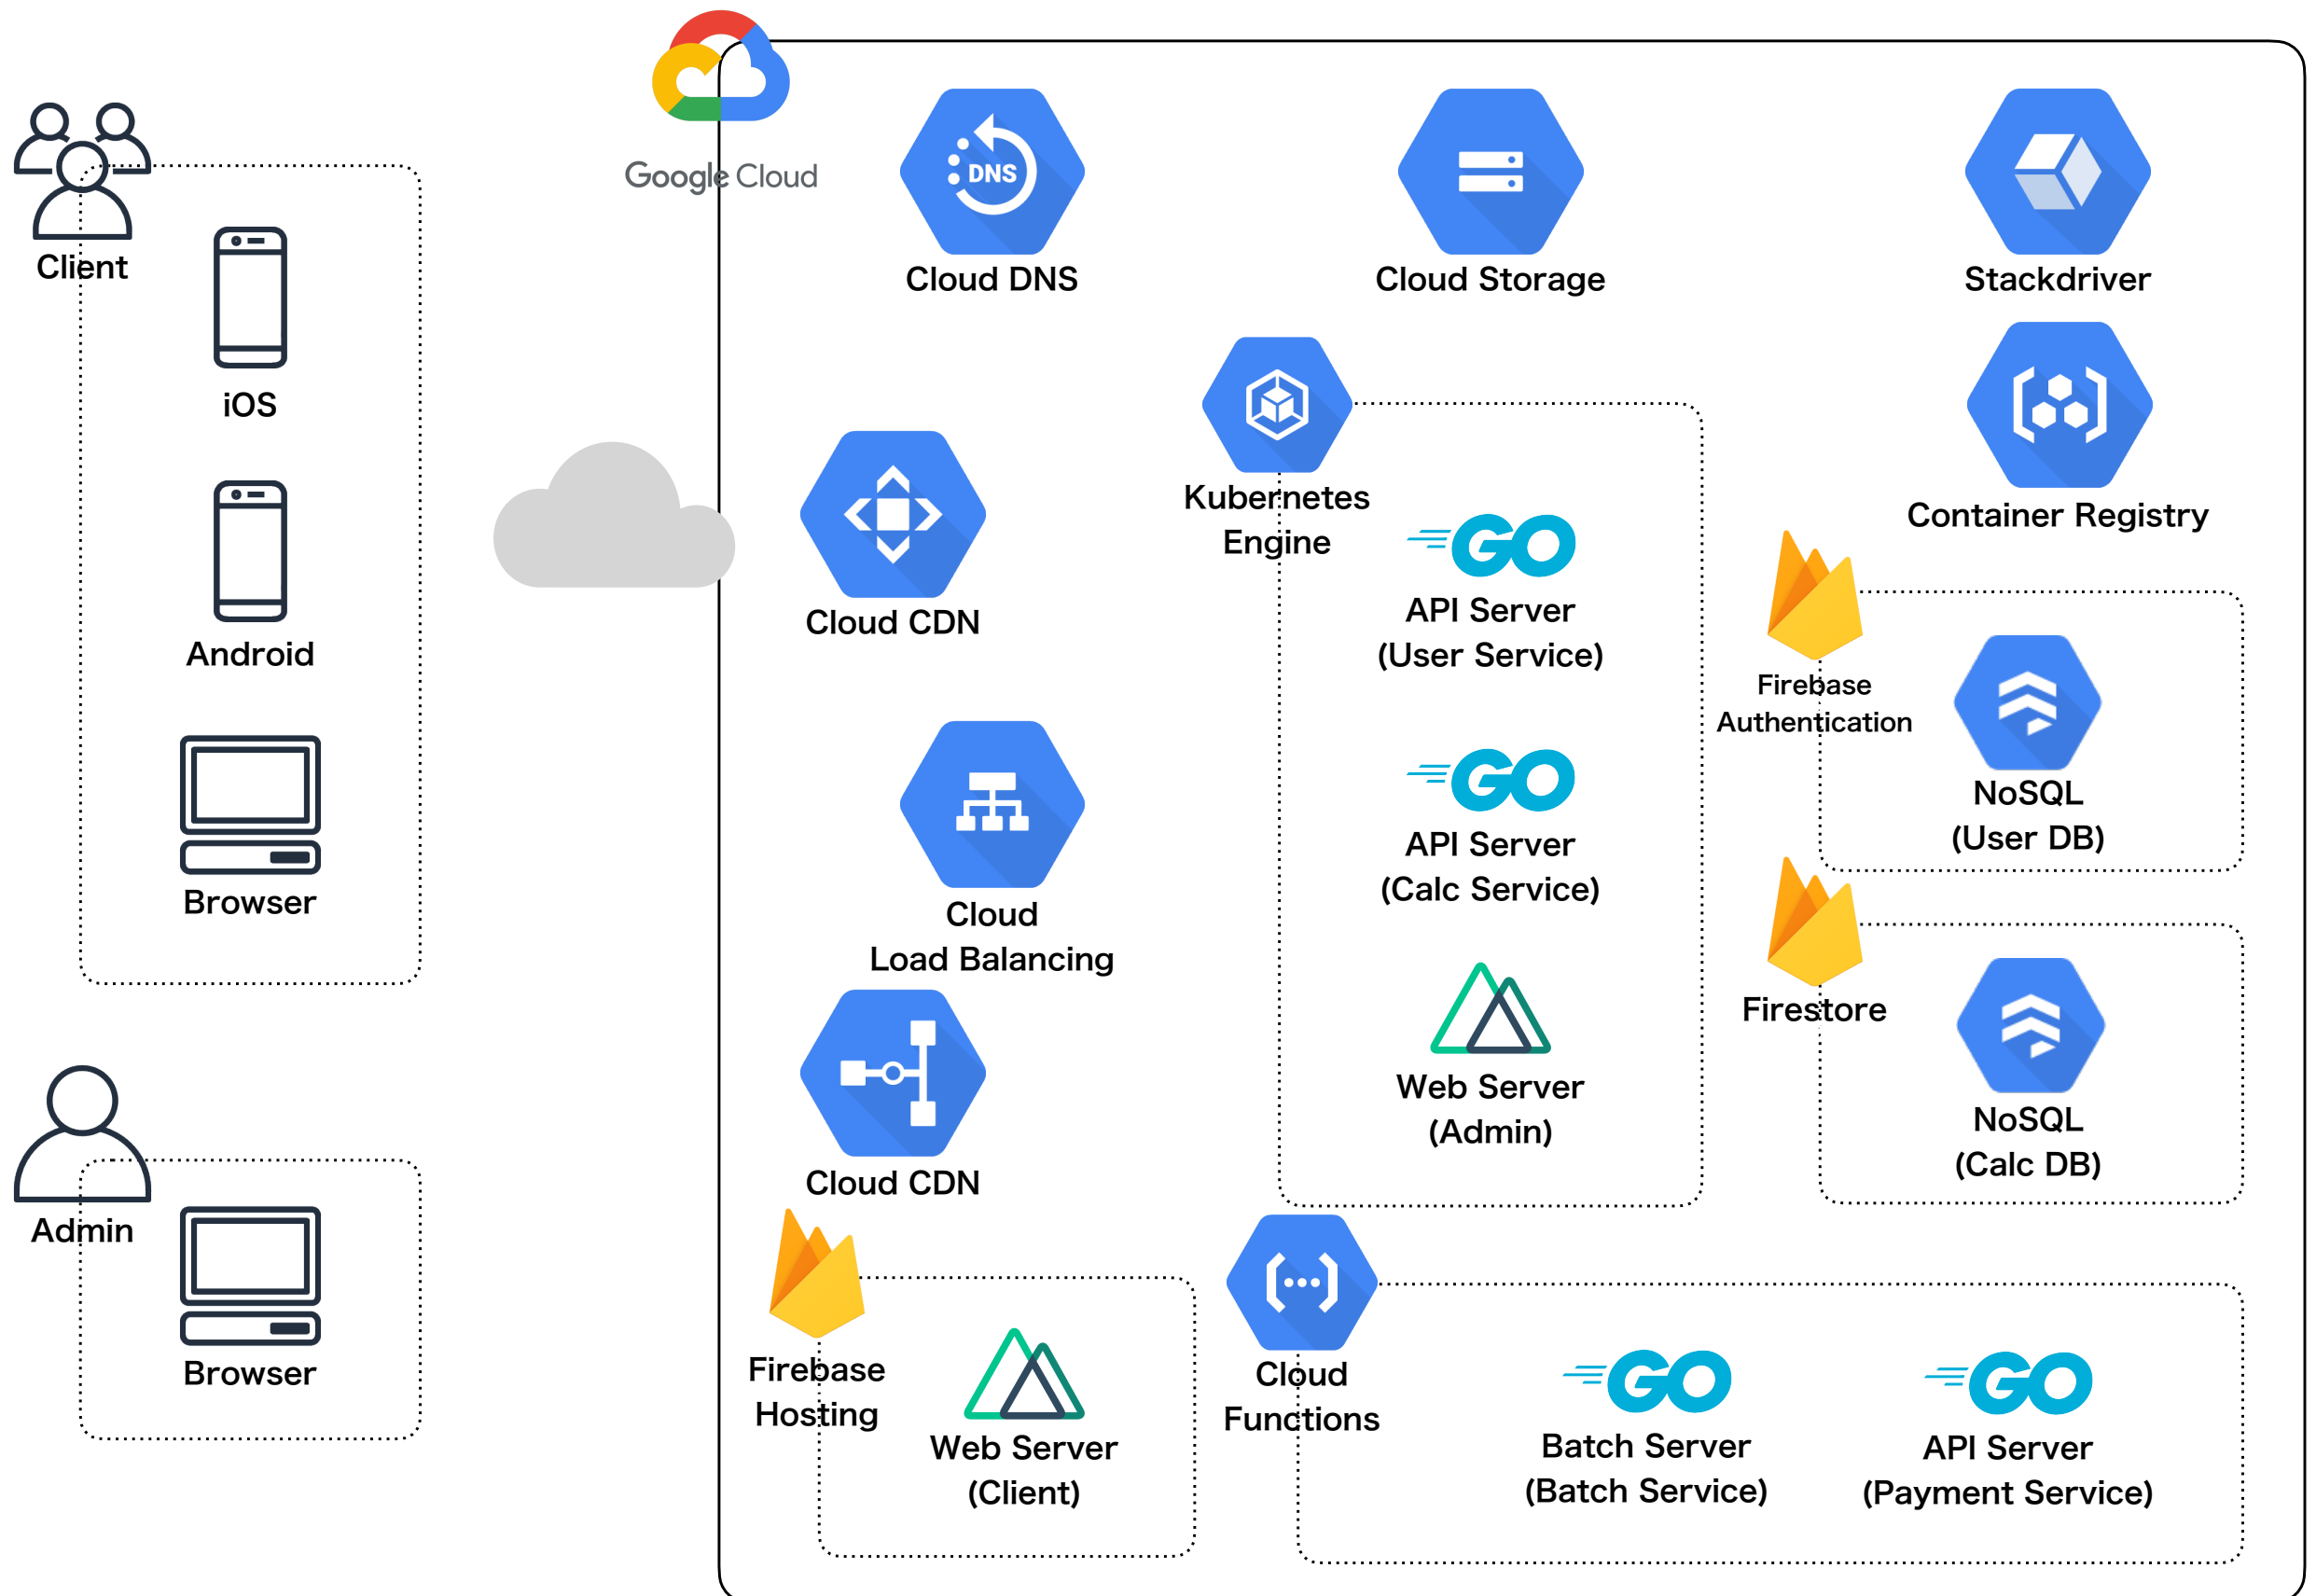 Google Cloud
Client
iOS
Android
Browser
Admin
Browser
DNS
Cloud DNS
Cloud Storage
Stackdriver
Cloud CDN
Kubernetes
Engine
Container Registry
GO
API Server
(User Service)
Firebase
Authentication
NoSQL
(User DB)
Cloud
Load Balancing
GO
API Server
(Calc Service)
Firestore
NoSQL
(Calc DB)
Cloud CDN
Web Server
(Admin)
Firebase
Hosting
Web Server
(Client)
Cloud
Functions
GO
Batch Server
(Batch Service)
GO
API Server
(Payment Service)